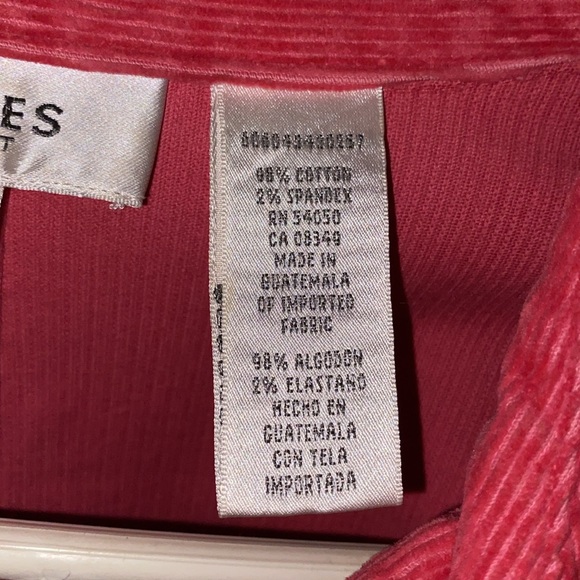 ES
T
98% COTTON
2% SPANDEX
RN 54050
CA 08349
MADE IN
GUATEMALA
OF IMPORTED
FABRIC
98% ALGODON
2% ELASTANO
HECHO EN
GUATEMALA
CON TELA
IMPORTADA